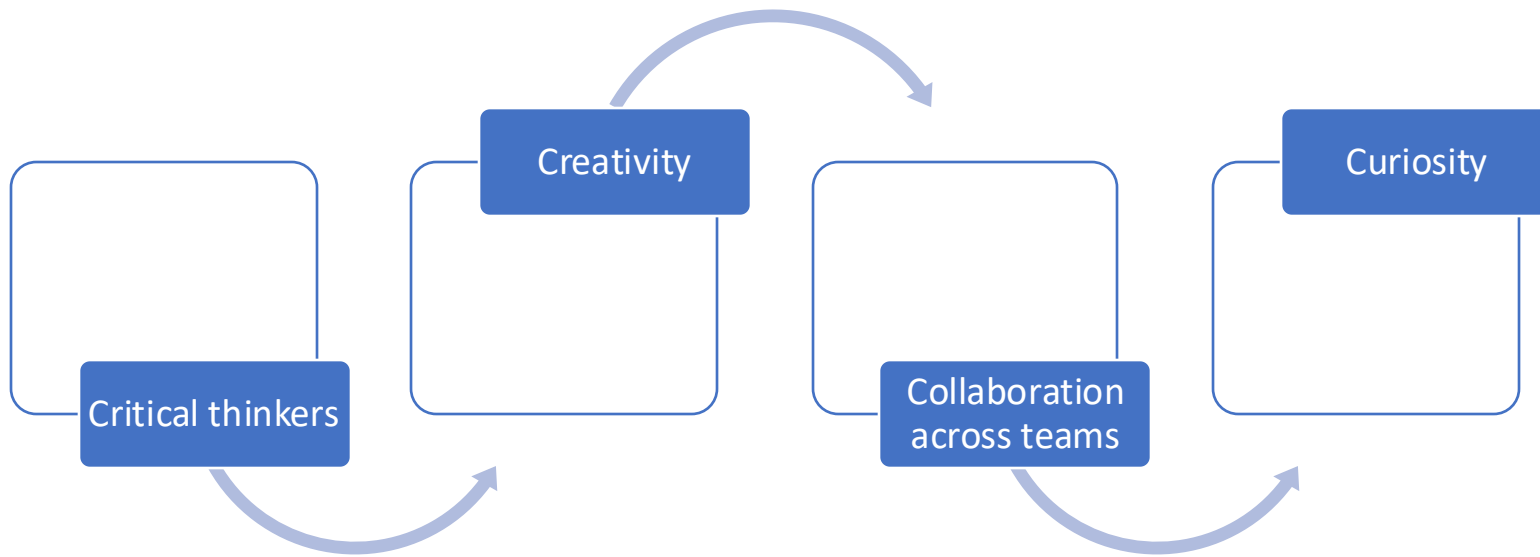 Critical thinkers
Creativity
Collaboration
across teams
Curiosity